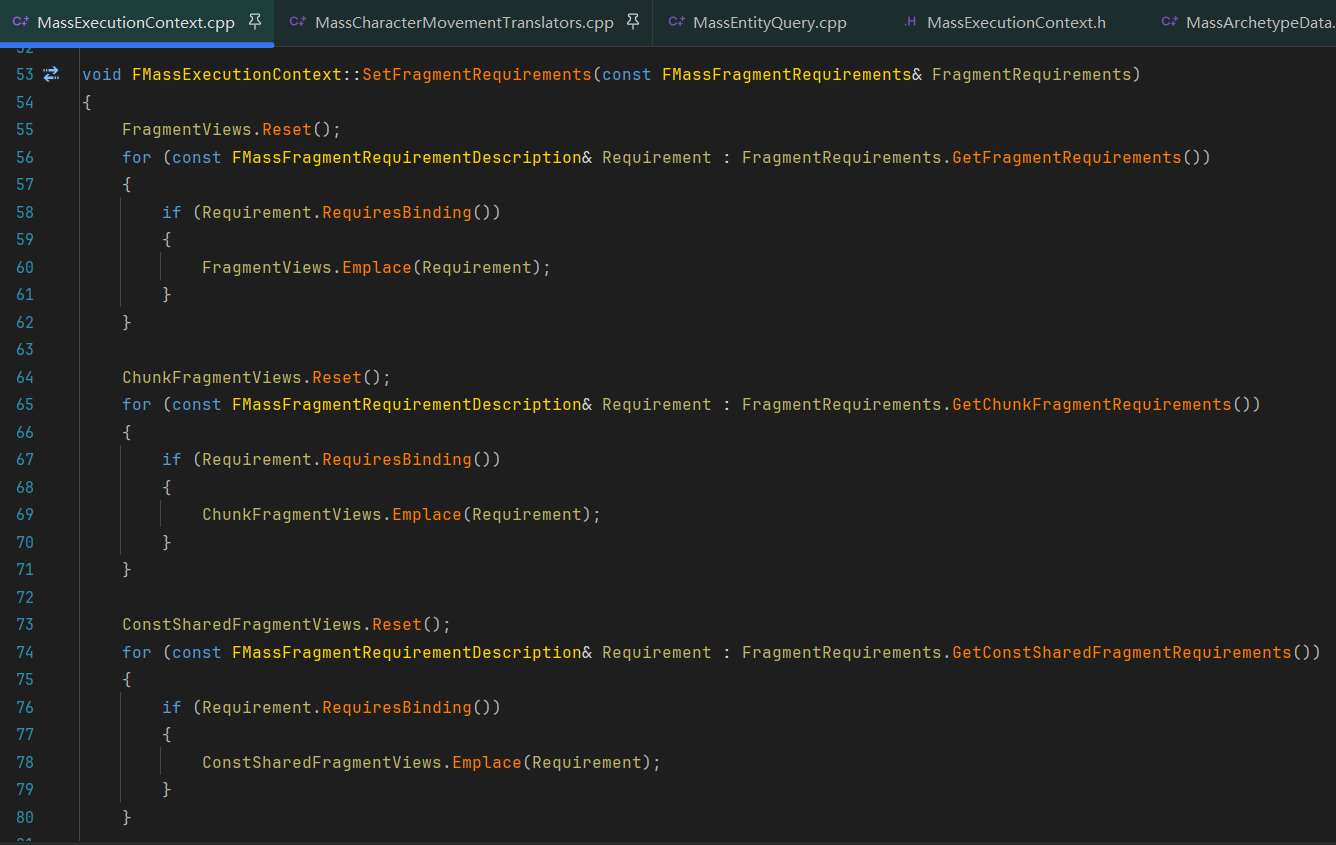 MassExecutionContext.cpp MassCharacterMovementTranslators.cpp MassEntityQuery.cpp .H MassExecutionContext.h MassArchetypeData.
52
53 void FMassExecutionContext::SetFragmentRequirements(const FMassFragmentRequirements& FragmentRequirements)
54 {
55     FragmentViews.Reset();
56     for (const FMassFragmentRequirementDescription& Requirement : FragmentRequirements.GetFragmentRequirements())
57     {
58         if (Requirement.RequiresBinding())
59         {
60             FragmentViews.Emplace(Requirement);
61         }
62     }
63
64     ChunkFragmentViews.Reset();
65     for (const FMassFragmentRequirementDescription& Requirement : FragmentRequirements.GetChunkFragmentRequirements())
66     {
67         if (Requirement.RequiresBinding())
68         {
69             ChunkFragmentViews.Emplace(Requirement);
70         }
71     }
72
73     ConstSharedFragmentViews.Reset();
74     for (const FMassFragmentRequirementDescription& Requirement : FragmentRequirements.GetConstSharedFragmentRequirements())
75     {
76         if (Requirement.RequiresBinding())
77         {
78             ConstSharedFragmentViews.Emplace(Requirement);
79         }
80     }